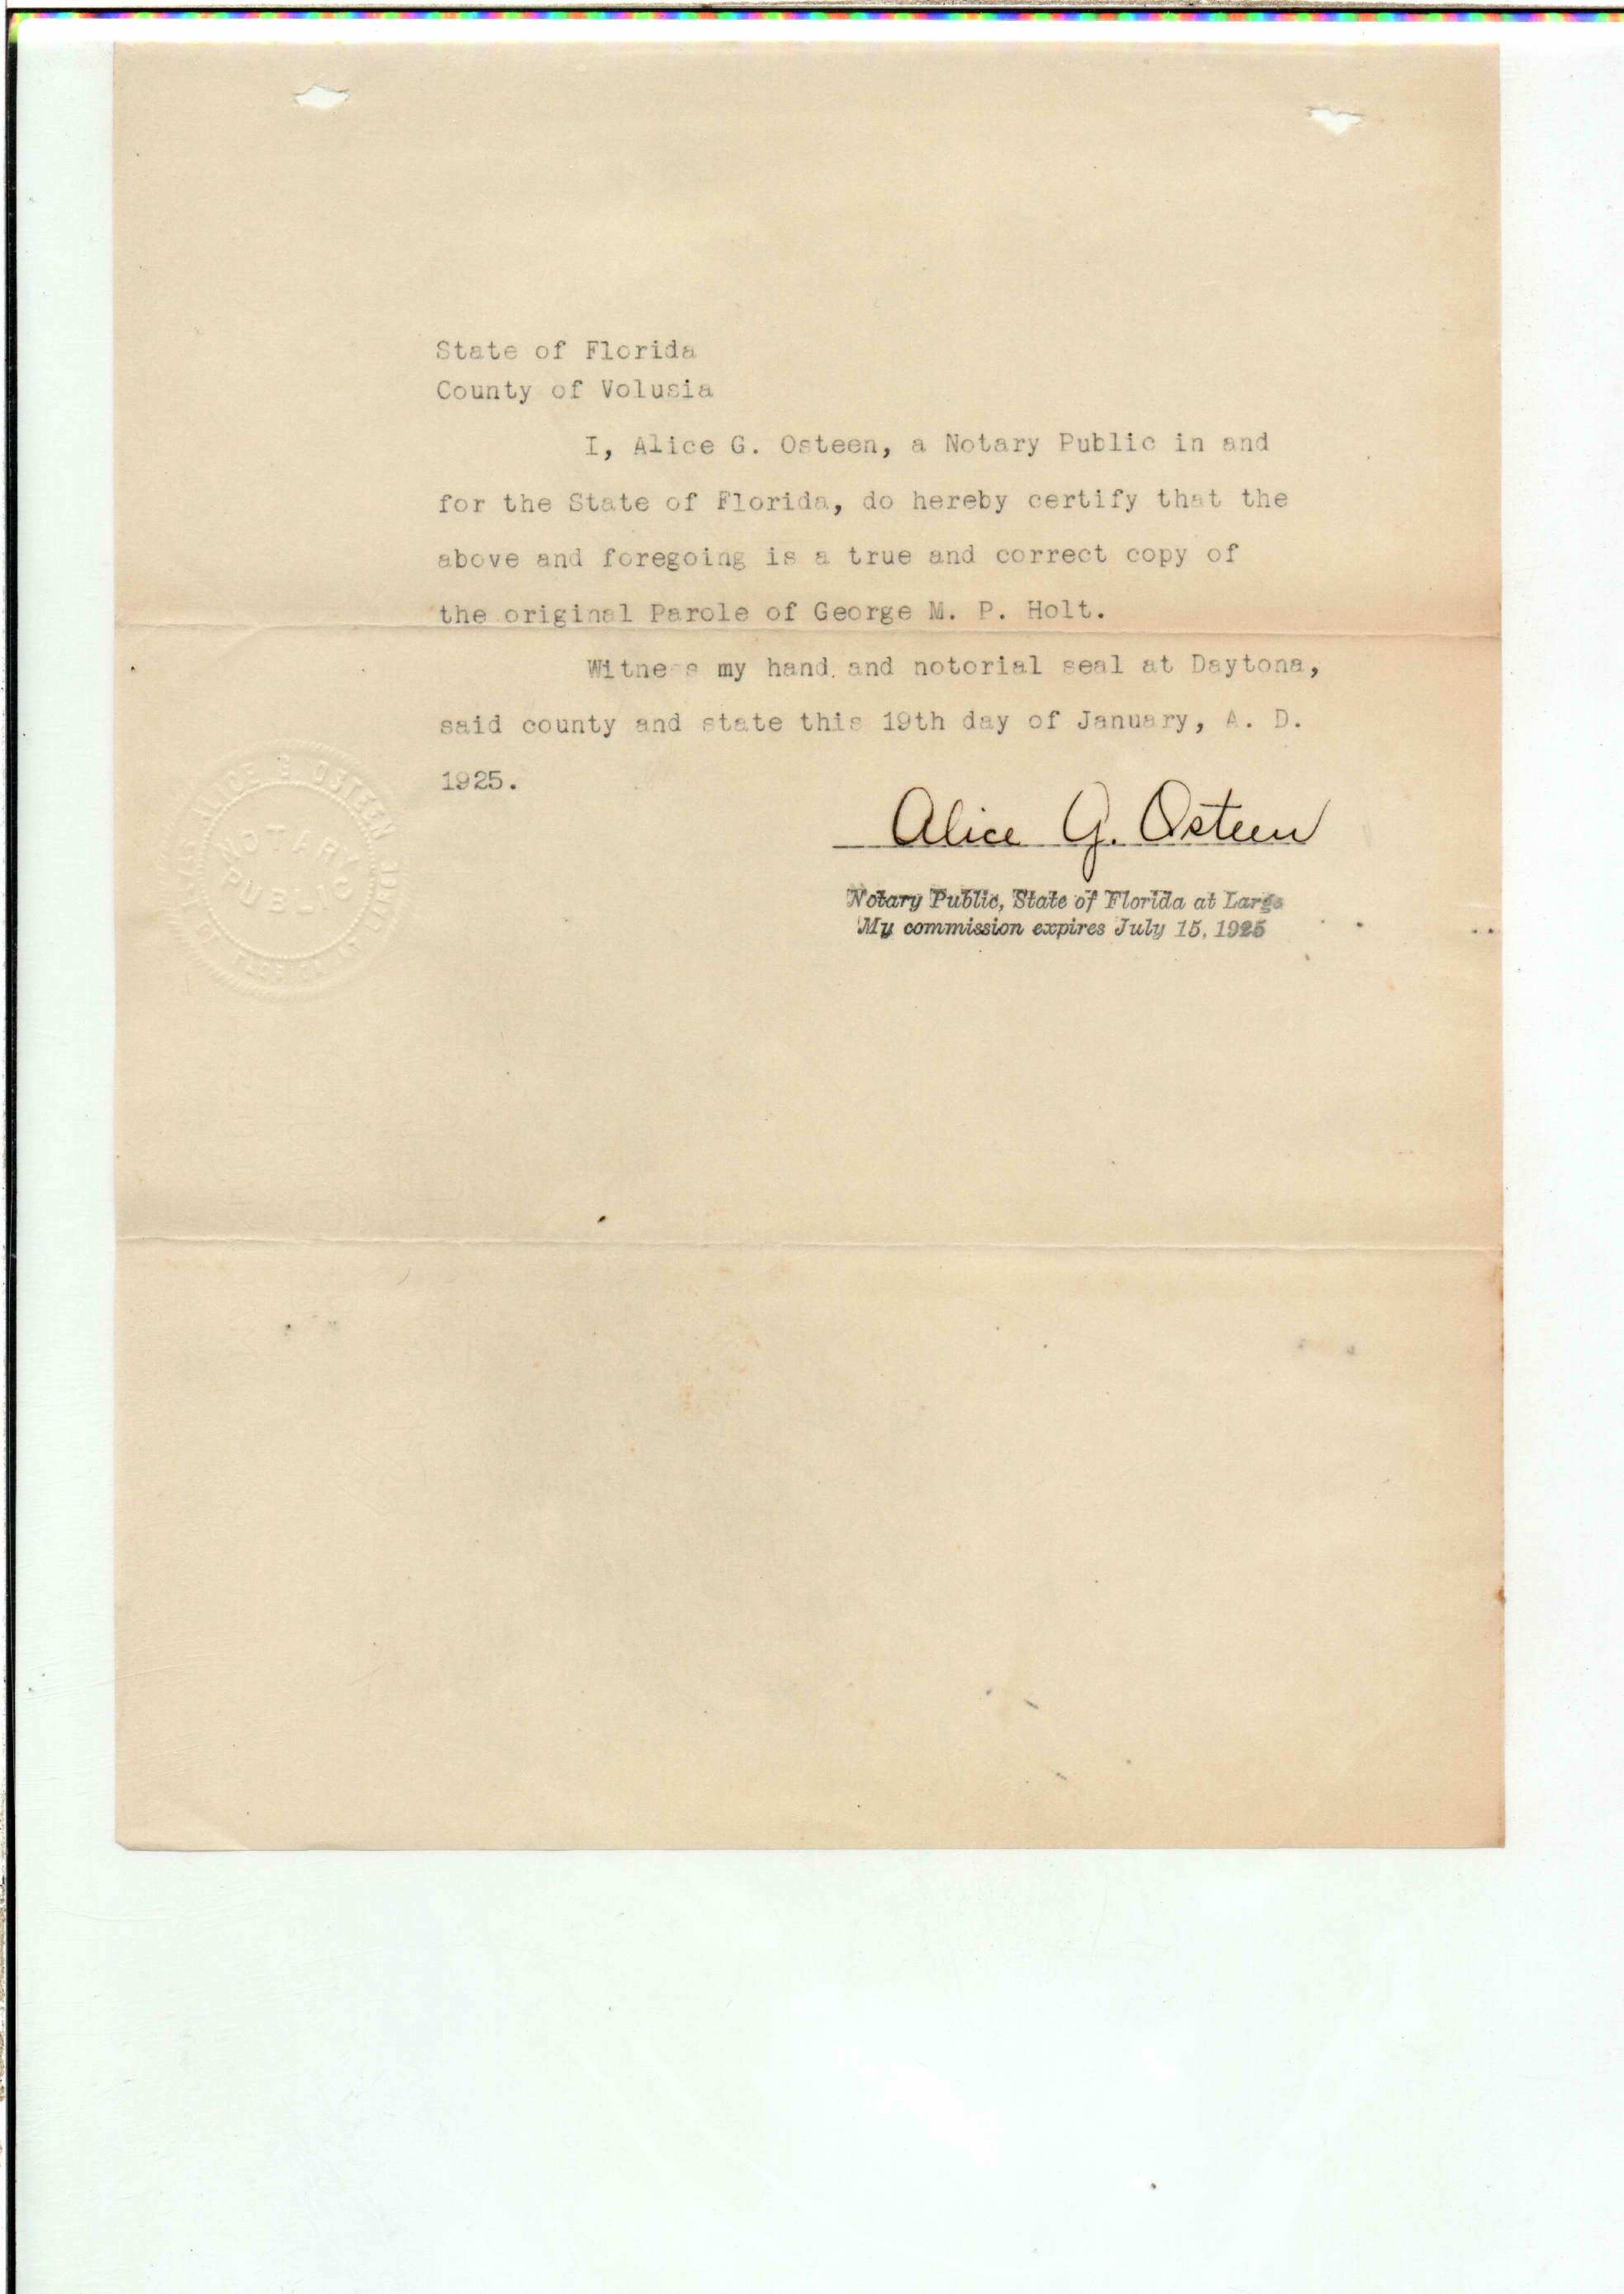 State of Florida
County of Volusia
I, Alice G. Osteen, a Notary Public in and
for the State of Florida, do hereby certify that the
above and foregoing is a true and correct copy of
the original Parole of George M. P. Holt.
Witness my hand and notorial seal at Daytona,
said county and state this 19th day of January, A. D.
1925.
Alice G. Osteen
Notary Public, State of Florida at Large
My commission expires July 15, 1925
ALICE G OSTEEN
NOTARY
PUBLIC